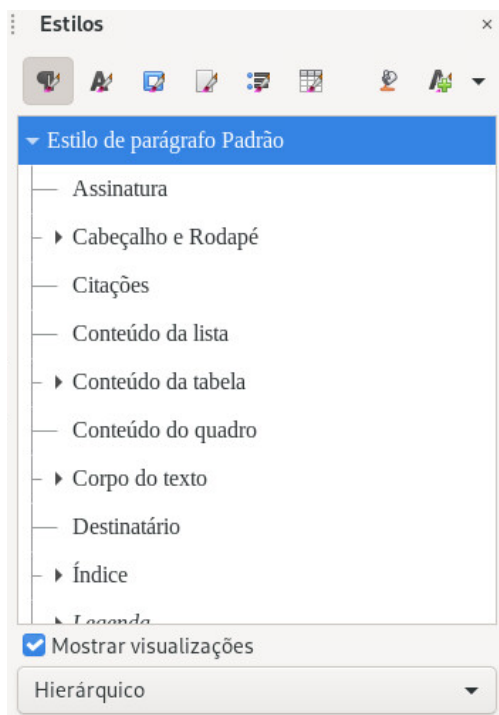 Estilos
Estilo de parágrafo Padrão
Assinatura
Cabeçalho e Rodapé
Citações
Conteúdo da lista
Conteúdo da tabela
Conteúdo do quadro
Corpo do texto
Destinatário
Índice
Legenda
Mostrar visualizações
Hierárquico